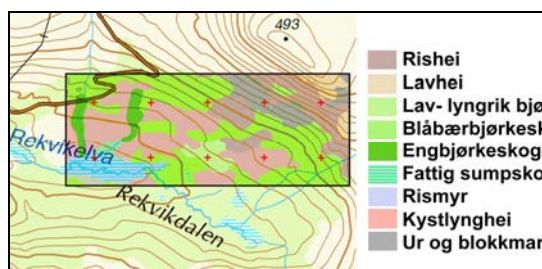 493
Rekvikelva
Rekvikdalen
Rishei
Lavhei
Lav- lyngrik bjø
Blåbærbjørkesk
Engbjørkeskog
Fattig sumpsko
Rismyr
Kystlynghei
Ur og blokkmar